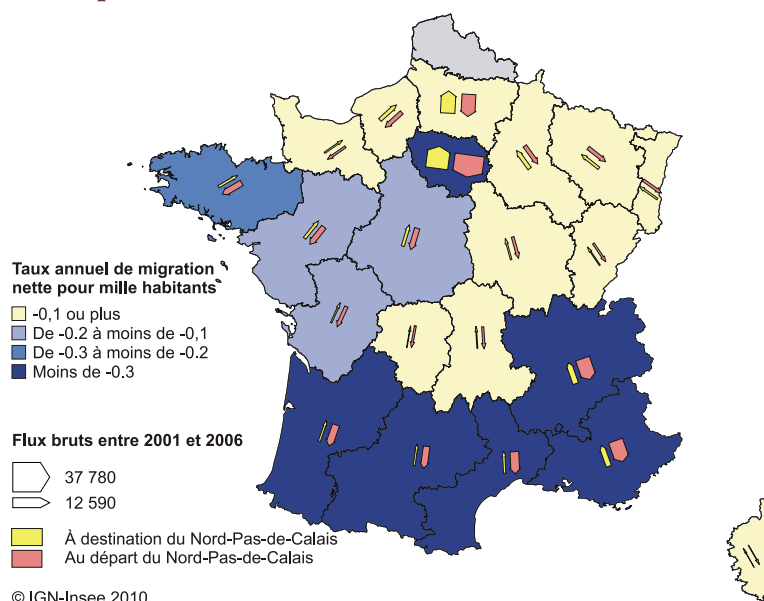 Taux annuel de migration
nette pour mille habitants
-0,1 ou plus
De -0.2 à moins de -0,1
De -0.3 à moins de -0.2
Moins de -0.3
Flux bruts entre 2001 et 2006
37 780
12 590
À destination du Nord-Pas-de-Calais
Au départ du Nord-Pas-de-Calais
© IGN-Insee 2010